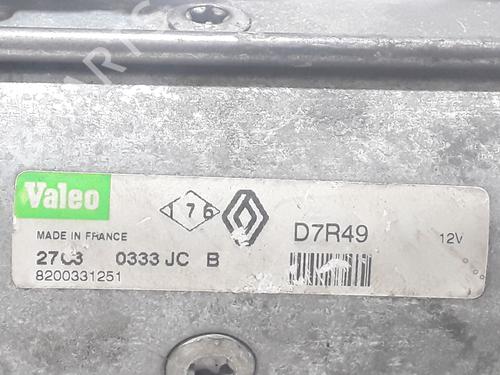 Valeo
176
D7R49
12V
MADE IN FRANCE
0333 JC B
8200331251